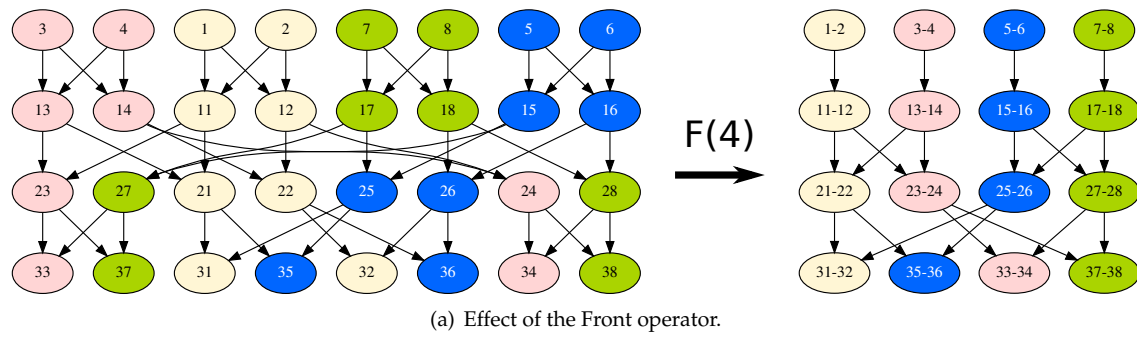 3 4 1 2 7 8 5 6 1-2 3-4 5-6 7-8
13 14 11 12 17 18 15 16 11-12 13-14 15-16 17-18
F(4)
23 27 21 22 25 26 24 28 21-22 23-24 25-26 27-28
33 37 31 35 32 36 34 38 31-32 35-36 33-34 37-38
(a) Effect of the Front operator.